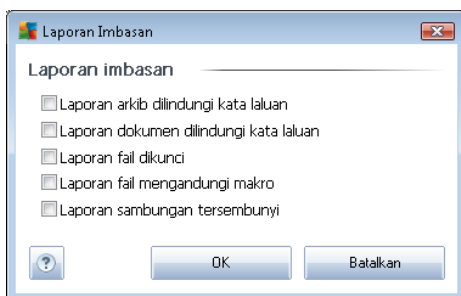 Laporan Imbasan
Laporan imbasan
Laporan arkib dilindungi kata laluan
Laporan dokumen dilindungi kata laluan
Laporan fail dikunci
Laporan fail mengandungi makro
Laporan sambungan tersembunyi
? OK Batalkan